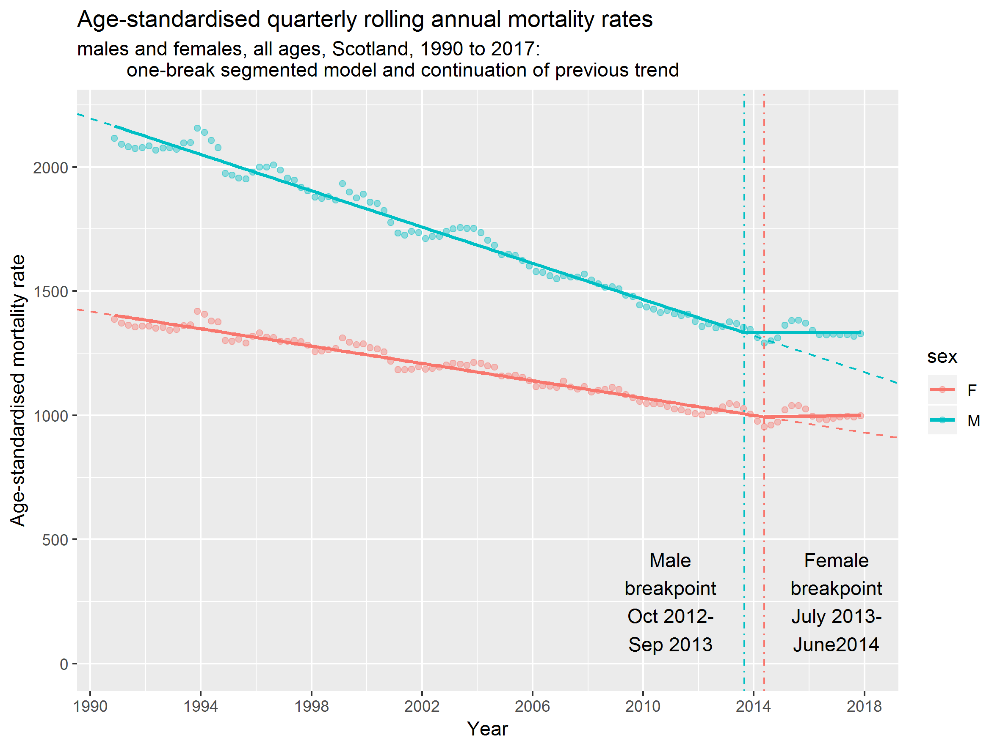 Age-standardised quarterly rolling annual mortality rates
males and females, all ages, Scotland, 1990 to 2017:
one-break segmented model and continuation of previous trend
Age-standardised mortality rate
2000
1500
1000
500
0
Male
breakpoint
Oct 2012-
Sep 2013
Female
breakpoint
July 2013-
June2014
1990 1994 1998 2002 2006 2010 2014 2018
Year
sex
F
M